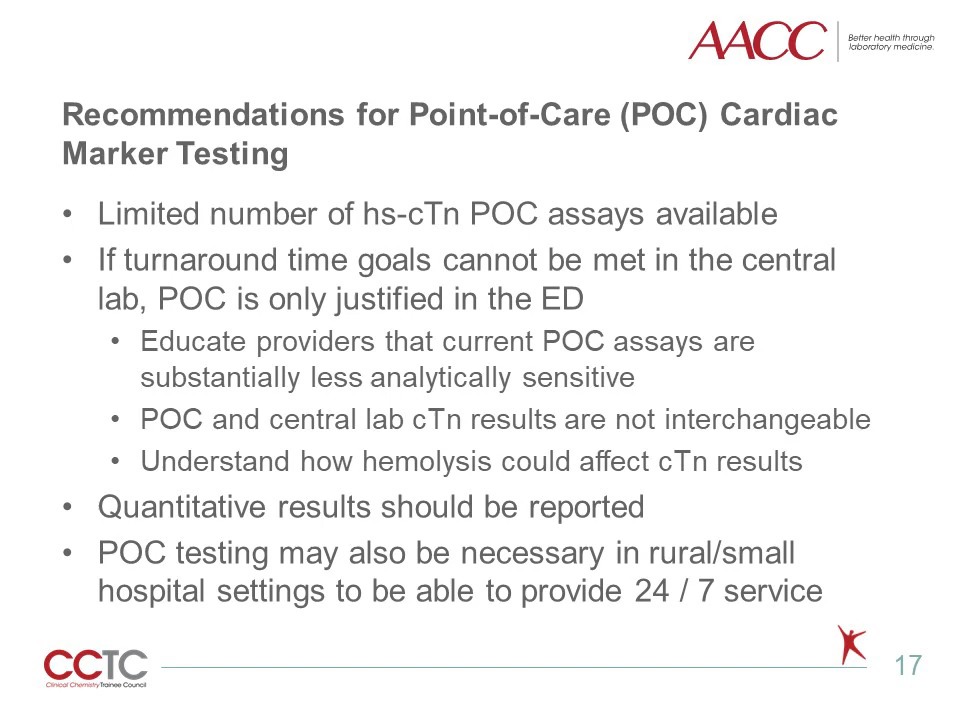 AACC
Better health through
laboratory medicine.
Recommendations for Point-of-Care (POC) Cardiac
Marker Testing
• Limited number of hs-cTn POC assays available
• If turnaround time goals cannot be met in the central
lab, POC is only justified in the ED
• Educate providers that current POC assays are
substantially less analytically sensitive
• POC and central lab cTn results are not interchangeable
• Understand how hemolysis could affect cTn results
• Quantitative results should be reported
• POC testing may also be necessary in rural/small
hospital settings to be able to provide 24 / 7 service
CCTC
Clinical Chemistry Trainee Council
17